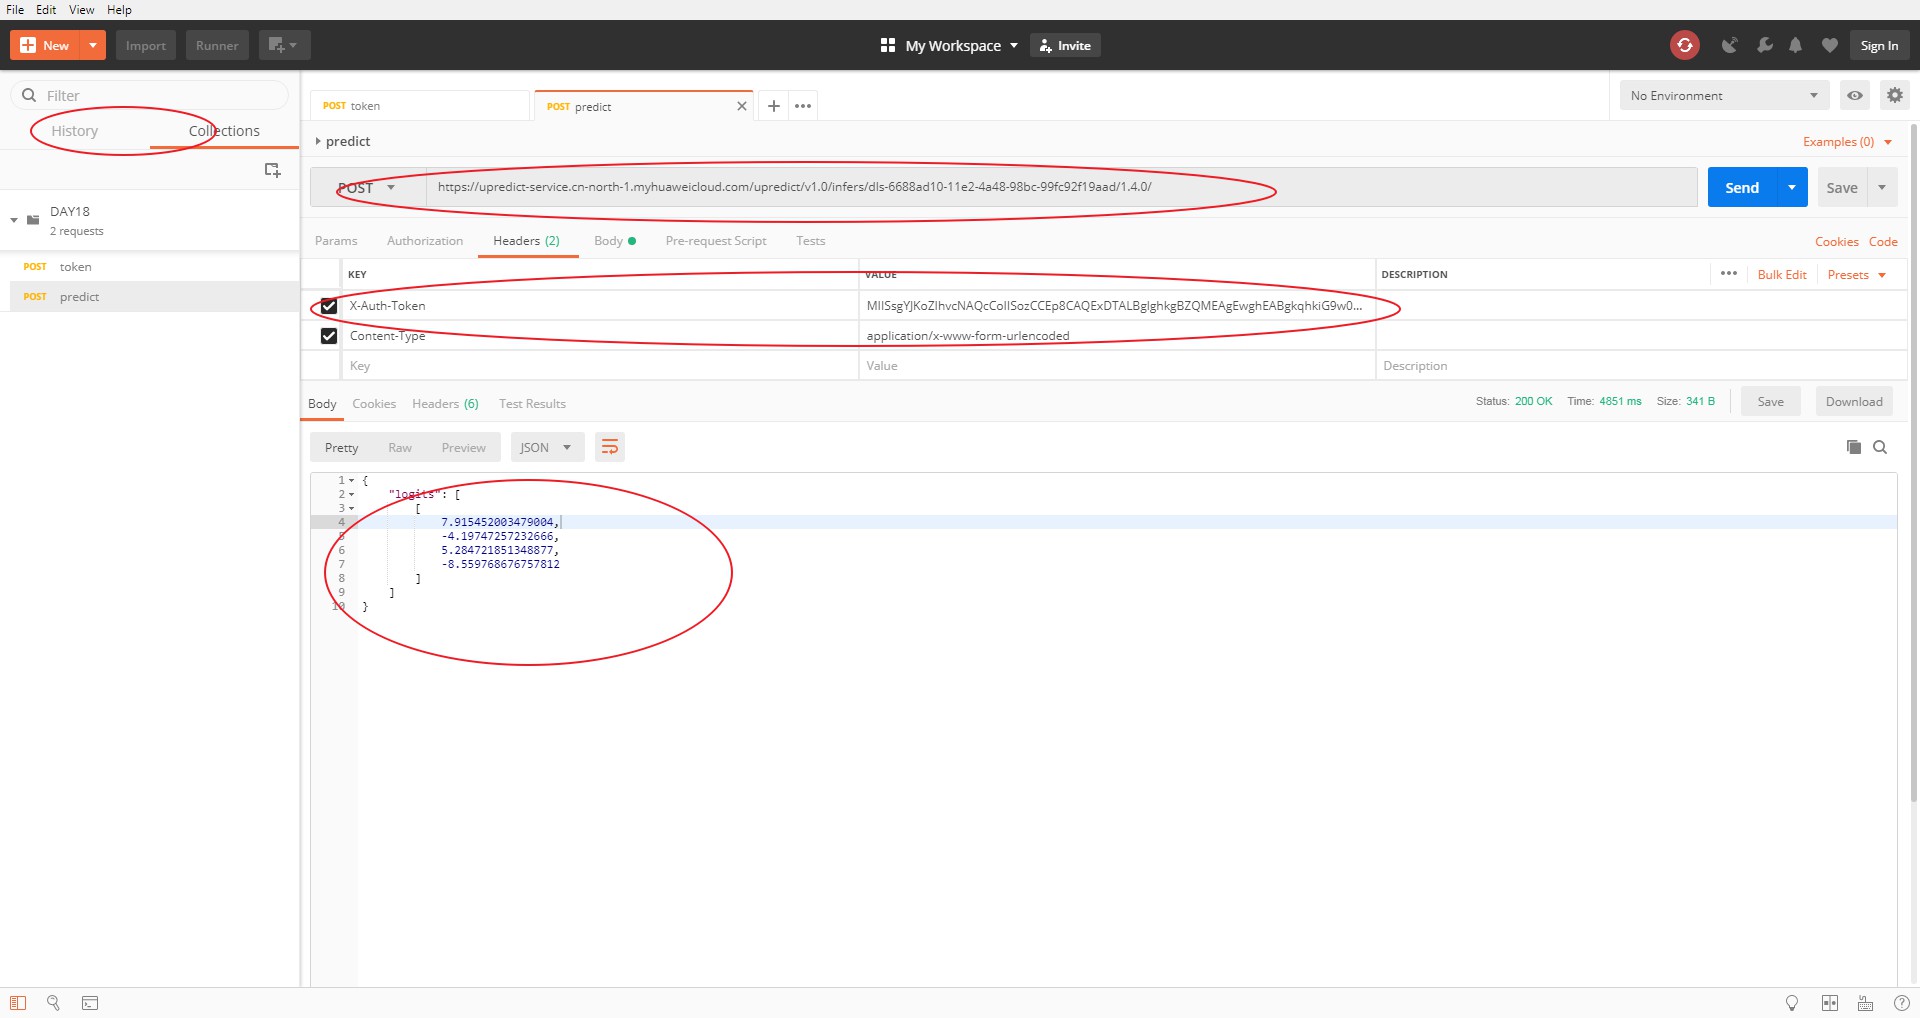 File Edit View Help
New Import Runner My Workspace Invite Sign In
Filter
History Collections
DAY18
2 requests
POST token
POST predict
POST token POST predict No Environment
predict Examples (0)
POST https://upredict-service.cn-north-1.myhuaweicloud.com/upredict/v1.0/infers/dls-6688ad10-11e2-4a48-98bc-99fc92f19aad/1.4.0/ Send Save
Params Authorization Headers (2) Body Pre-request Script Tests Cookies Code
KEY VALUE DESCRIPTION Bulk Edit Presets
X-Auth-Token MIISsgYJKoZIhvcNAQcCoIISozCCEp8CAQExDTALBglghkgBZQMEAgEwghEABgkqhkiG9w0...
Content-Type application/x-www-form-urlencoded
Key Value Description
Body Cookies Headers (6) Test Results Status: 200 OK Time: 4851 ms Size: 341 B Save Download
Pretty Raw Preview JSON
1 {
2 "logits": [
3 [
4 7.915452003479004,
5 -4.19747257232666,
6 5.284721851348877,
7 -8.559768676757812
8 ]
9 ]
10 }